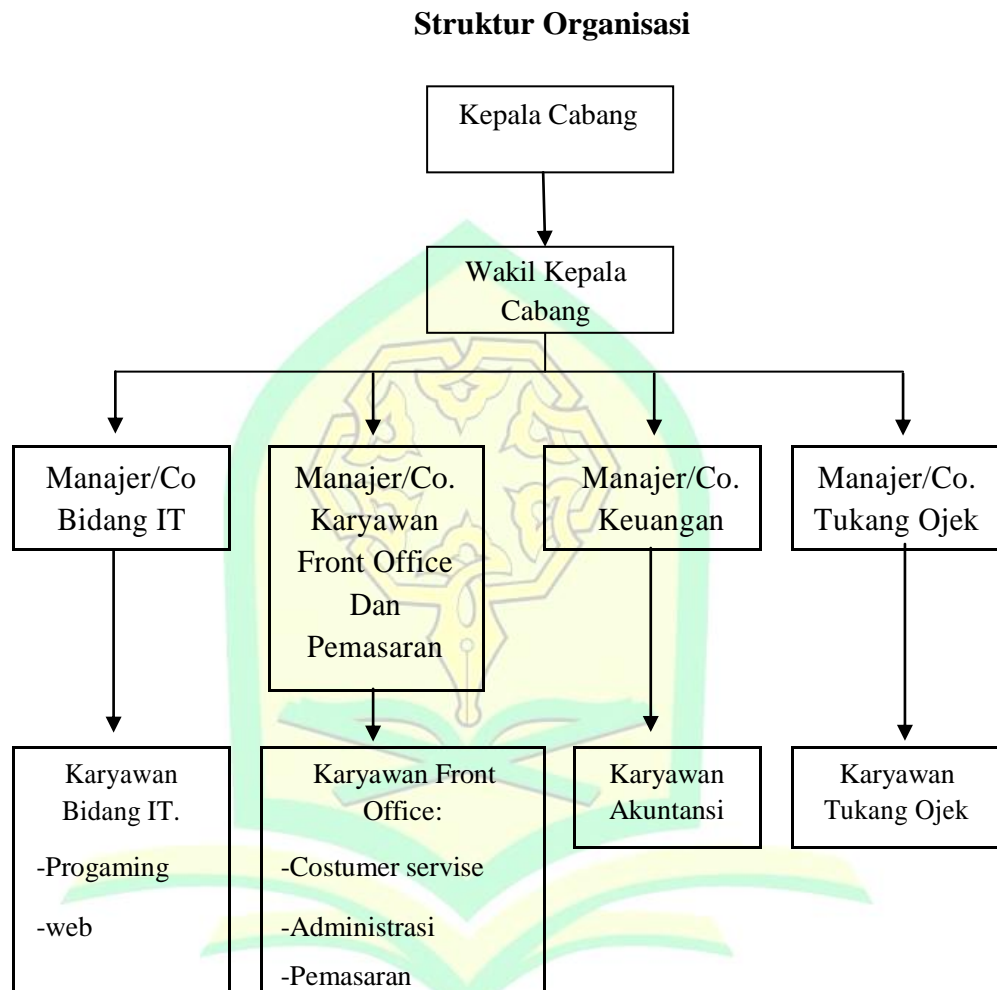 Struktur Organisasi
Kepala Cabang
Wakil Kepala
Cabang
Manajer/Co
Bidang IT
Manajer/Co.
Karyawan
Front Office
Dan
Pemasaran
Manajer/Co.
Keuangan
Manajer/Co.
Tukang Ojek
Karyawan
Bidang IT.
-Progaming
-web
Karyawan Front
Office:
-Costumer servise
-Administrasi
-Pemasaran
Karyawan
Akuntansi
Karyawan
Tukang Ojek